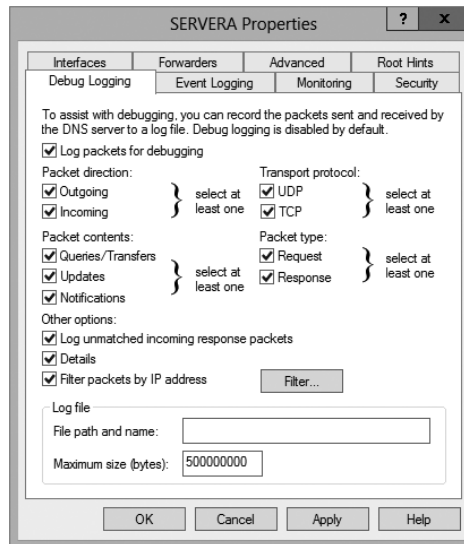 SERVERA Properties
? x
Interfaces Forwarders Advanced Root Hints
Debug Logging Event Logging Monitoring Security
To assist with debugging, you can record the packets sent and received by
the DNS server to a log file. Debug logging is disabled by default.
Log packets for debugging
Packet direction: Transport protocol:
Outgoing select at UDP select at
Incoming least one TCP least one
Packet contents: Packet type:
Queries/Transfers Request
Updates select at least one Response select at least one
Notifications
Other options:
Log unmatched incoming response packets
Details
Filter packets by IP address Filter...
Log file
File path and name:
Maximum size (bytes): 500000000
OK Cancel Apply Help